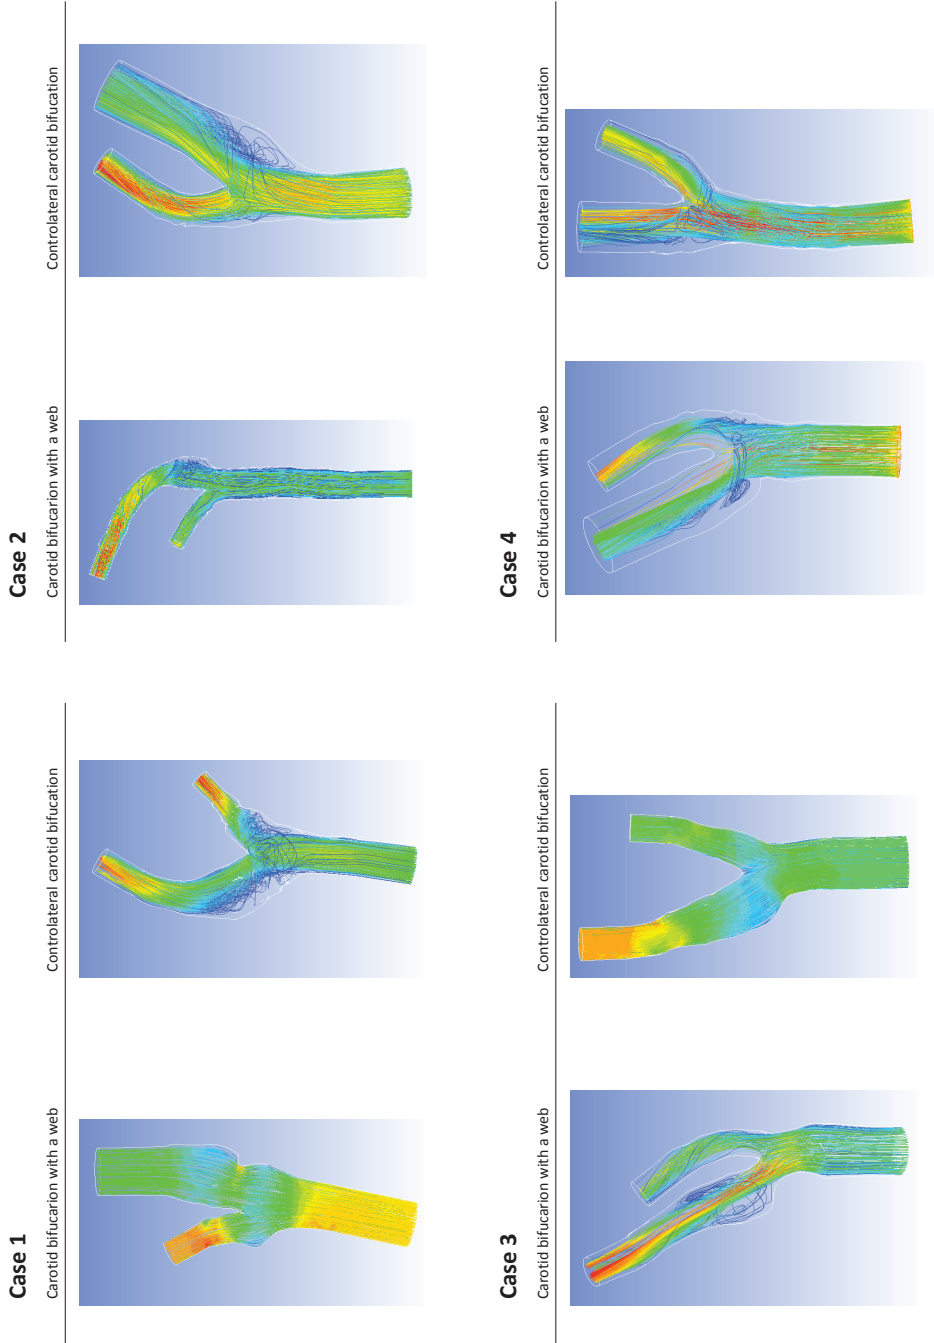 Case 1
Carotid bifucarion with a web
Controlateral carotid bifucation
Case 2
Carotid bifucarion with a web
Controlateral carotid bifucation
Case 3
Carotid bifucarion with a web
Controlateral carotid bifucation
Case 4
Carotid bifucarion with a web
Controlateral carotid bifucation